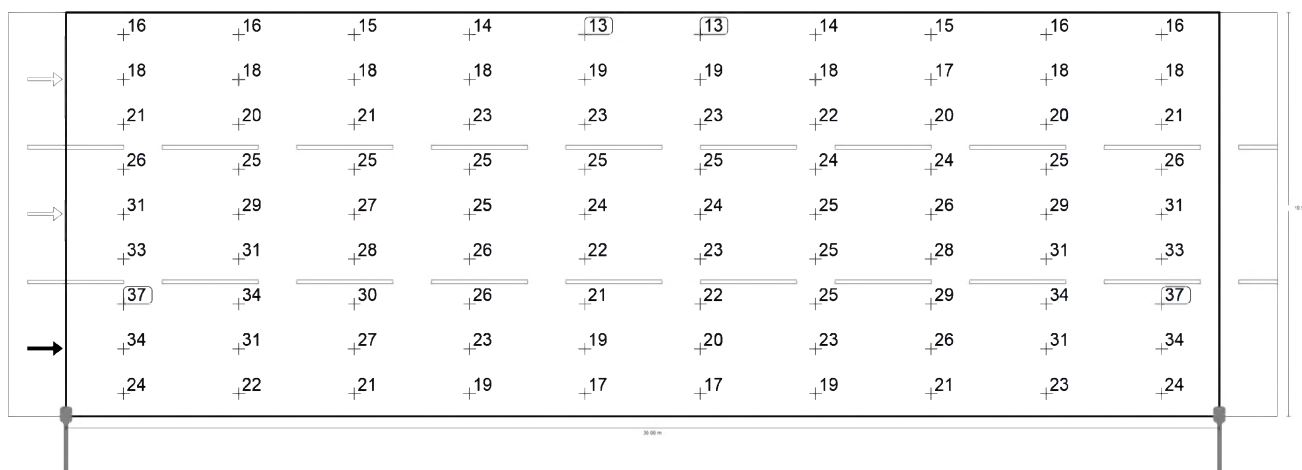 16 16 15 14 13 13 14 15 16 16
18 18 18 18 19 19 18 17 18 18
21 20 21 23 23 23 22 20 20 21
26 25 25 25 25 25 24 24 25 26
31 29 27 25 24 24 25 26 29 31
33 31 28 26 22 23 25 28 31 33
37 34 30 26 21 22 25 29 34 37
34 31 27 23 19 20 23 26 31 34
24 22 21 19 17 17 19 21 23 24
30.00 m